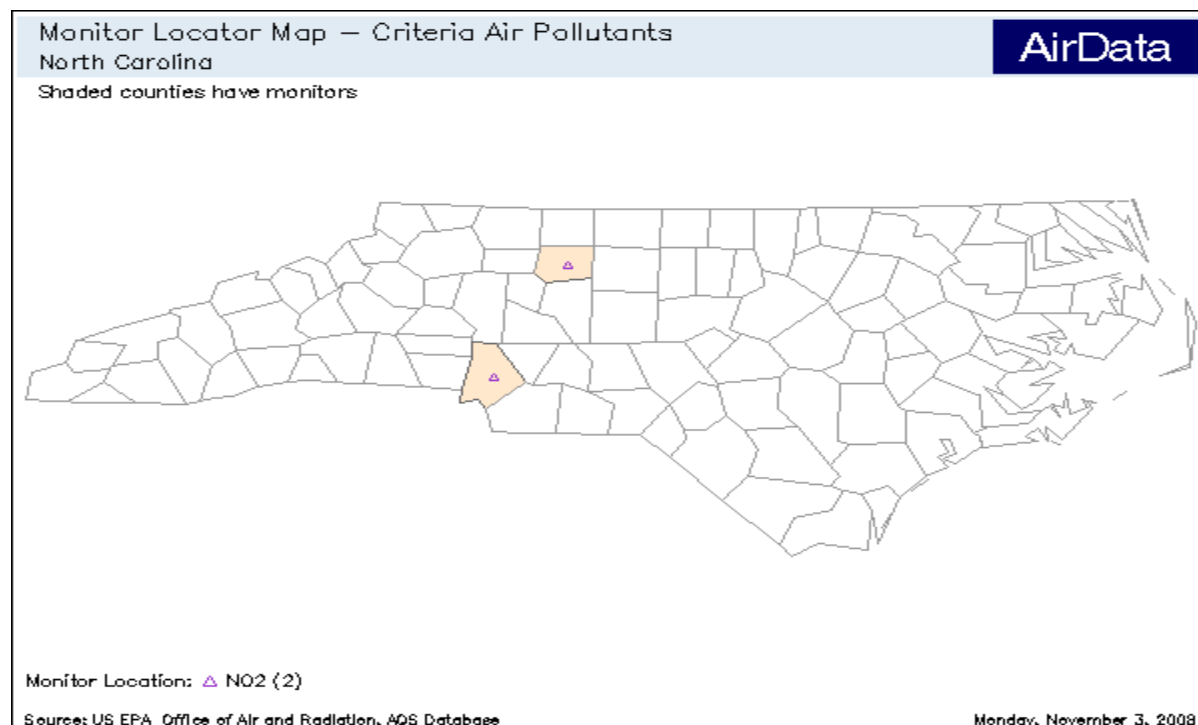 Monitor Locator Map – Criteria Air Pollutants
North Carolina
AirData
Shaded counties have monitors
Monitor Location: △ NO2 (2)
Source: US EPA Office of Air and Radiation, AQS Database
Monday, November 3, 2008